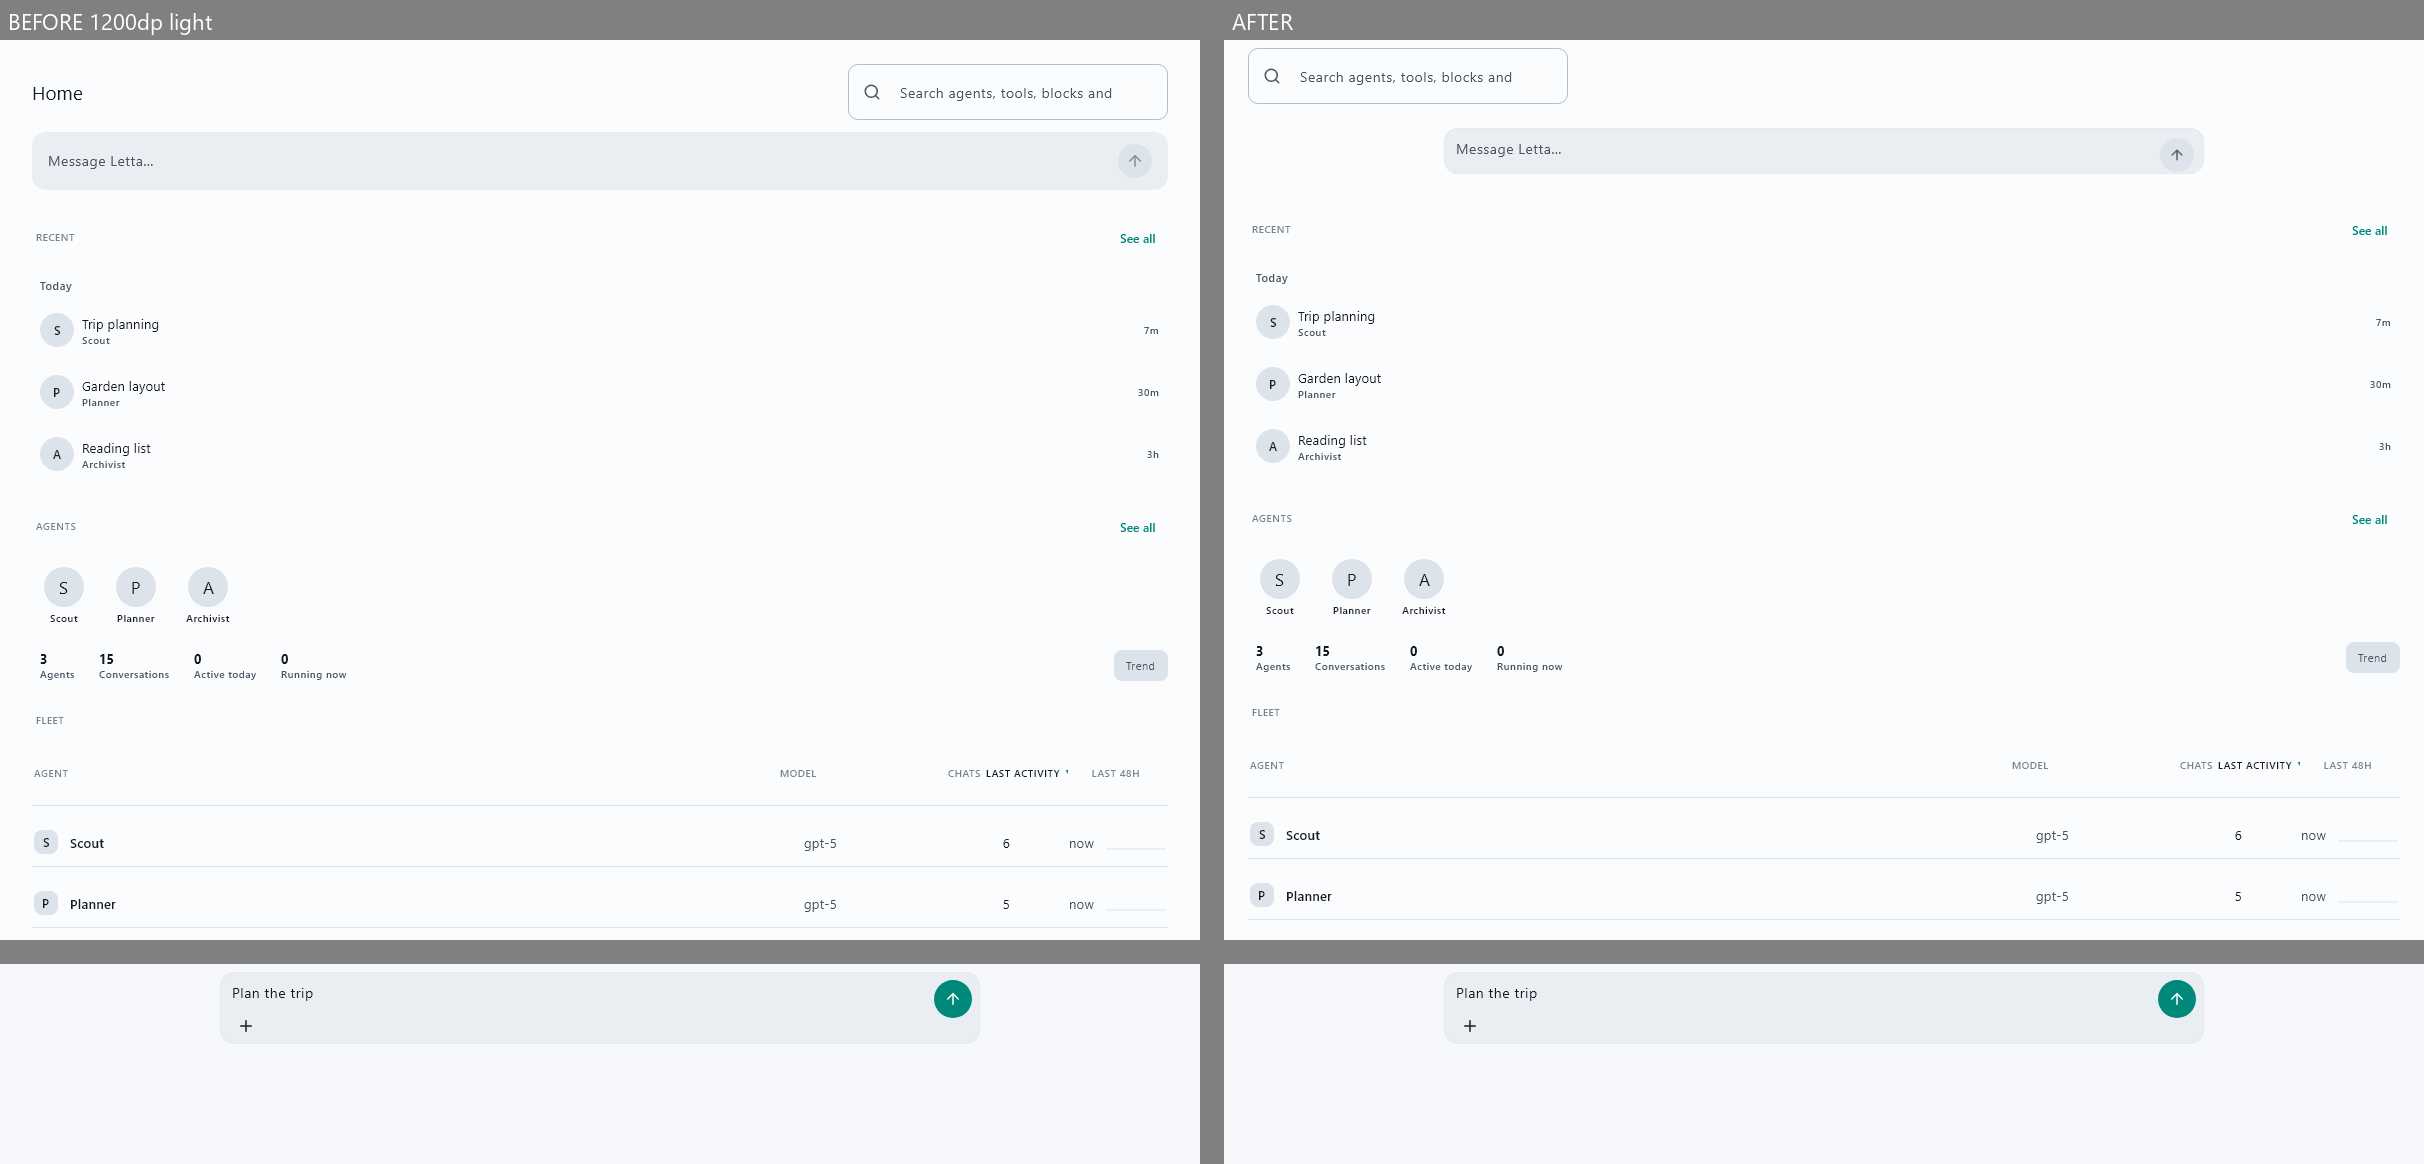 BEFORE 1200dp light
Home
Search agents, tools, blocks and
Message Letta...
RECENT
See all
Today
S
Trip planning
Scout
7m
P
Garden layout
Planner
30m
A
Reading list
Archivist
3h
AGENTS
See all
S
P
A
Scout
Planner
Archivist
3
15
0
0
Agents
Conversations
Active today
Running now
Trend
FLEET
AGENT
MODEL
CHATS
LAST ACTIVITY
LAST 48H
S
Scout
gpt-5
6
now
P
Planner
gpt-5
5
now
Plan the trip
AFTER
Search agents, tools, blocks and
Message Letta...
RECENT
See all
Today
S
Trip planning
Scout
7m
P
Garden layout
Planner
30m
A
Reading list
Archivist
3h
AGENTS
See all
S
P
A
Scout
Planner
Archivist
3
15
0
0
Agents
Conversations
Active today
Running now
Trend
FLEET
AGENT
MODEL
CHATS
LAST ACTIVITY
LAST 48H
S
Scout
gpt-5
6
now
P
Planner
gpt-5
5
now
Plan the trip